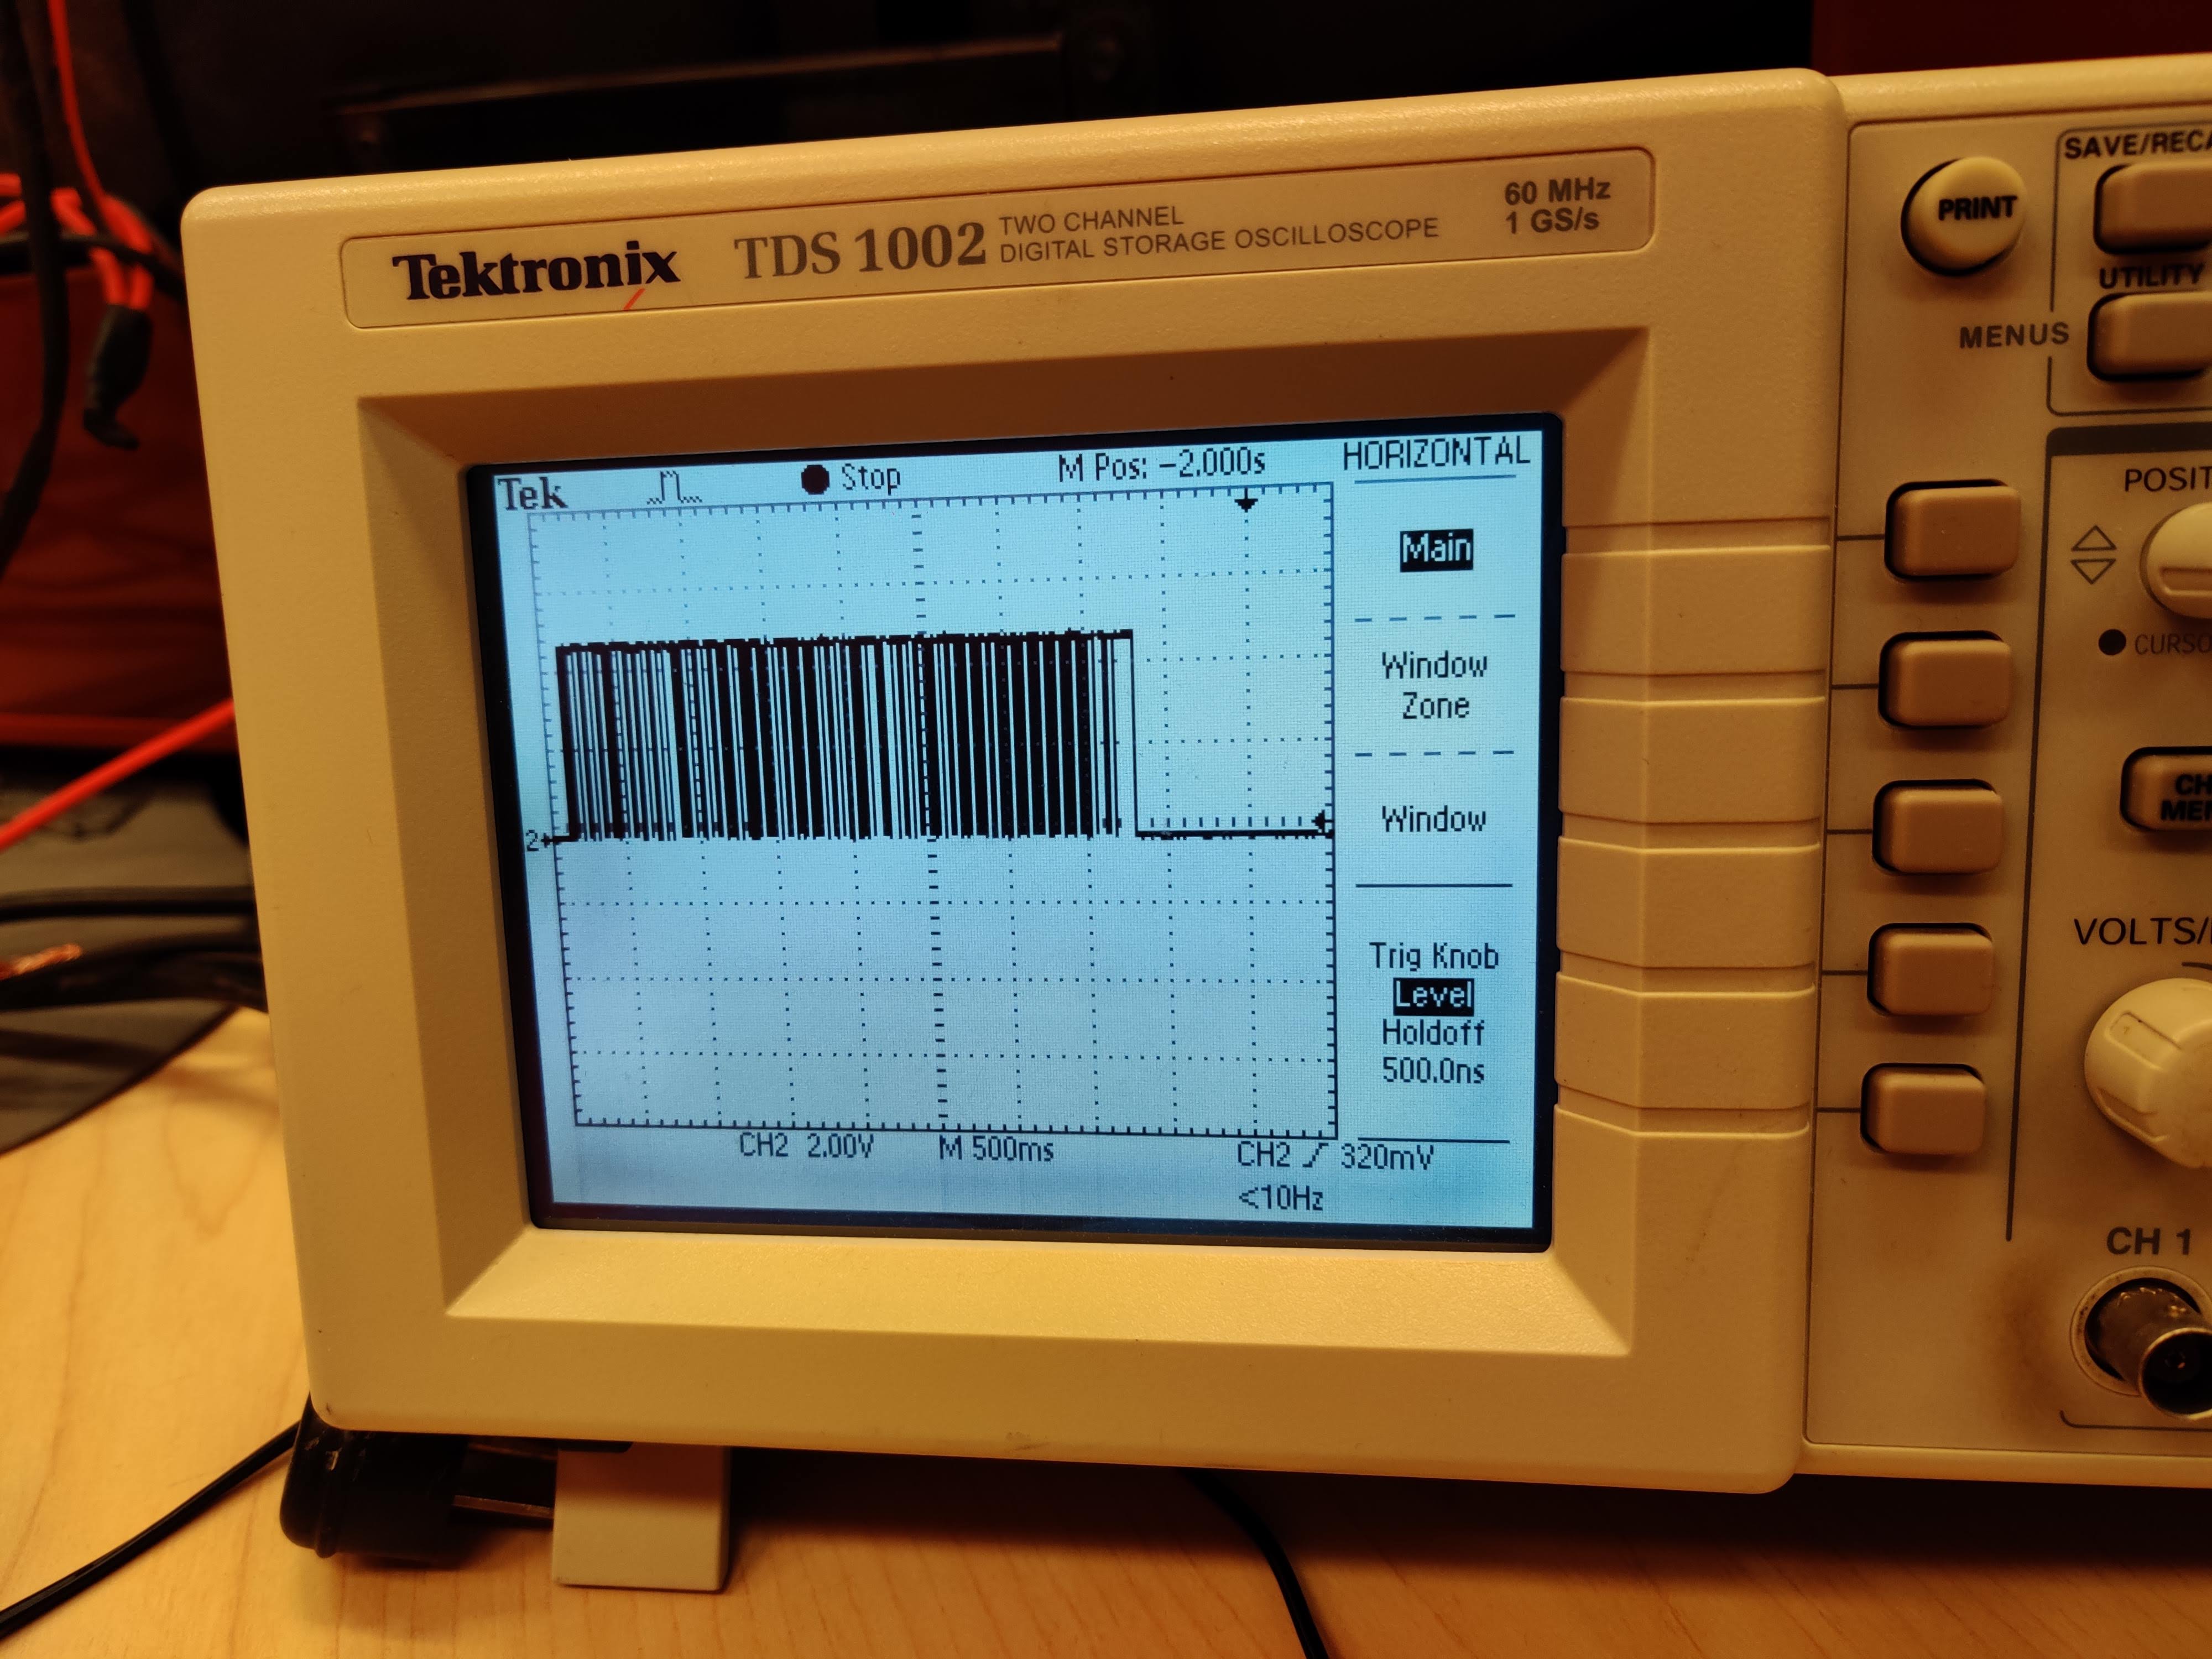 Tektronix TDS 1002 TWO CHANNEL
DIGITAL STORAGE OSCILLOSCOPE
60 MHz
1 GS/s
PRINT
UTILITY
MENUS
Tek
Stop
M Pos: -2.000s
HORIZONTAL
Main
Window
Zone
Window
Trig Knob
Level
Holdoff
500.0ns
2
CH2 2.00V
M 500ms
CH2
320mV
<10Hz
CH 1